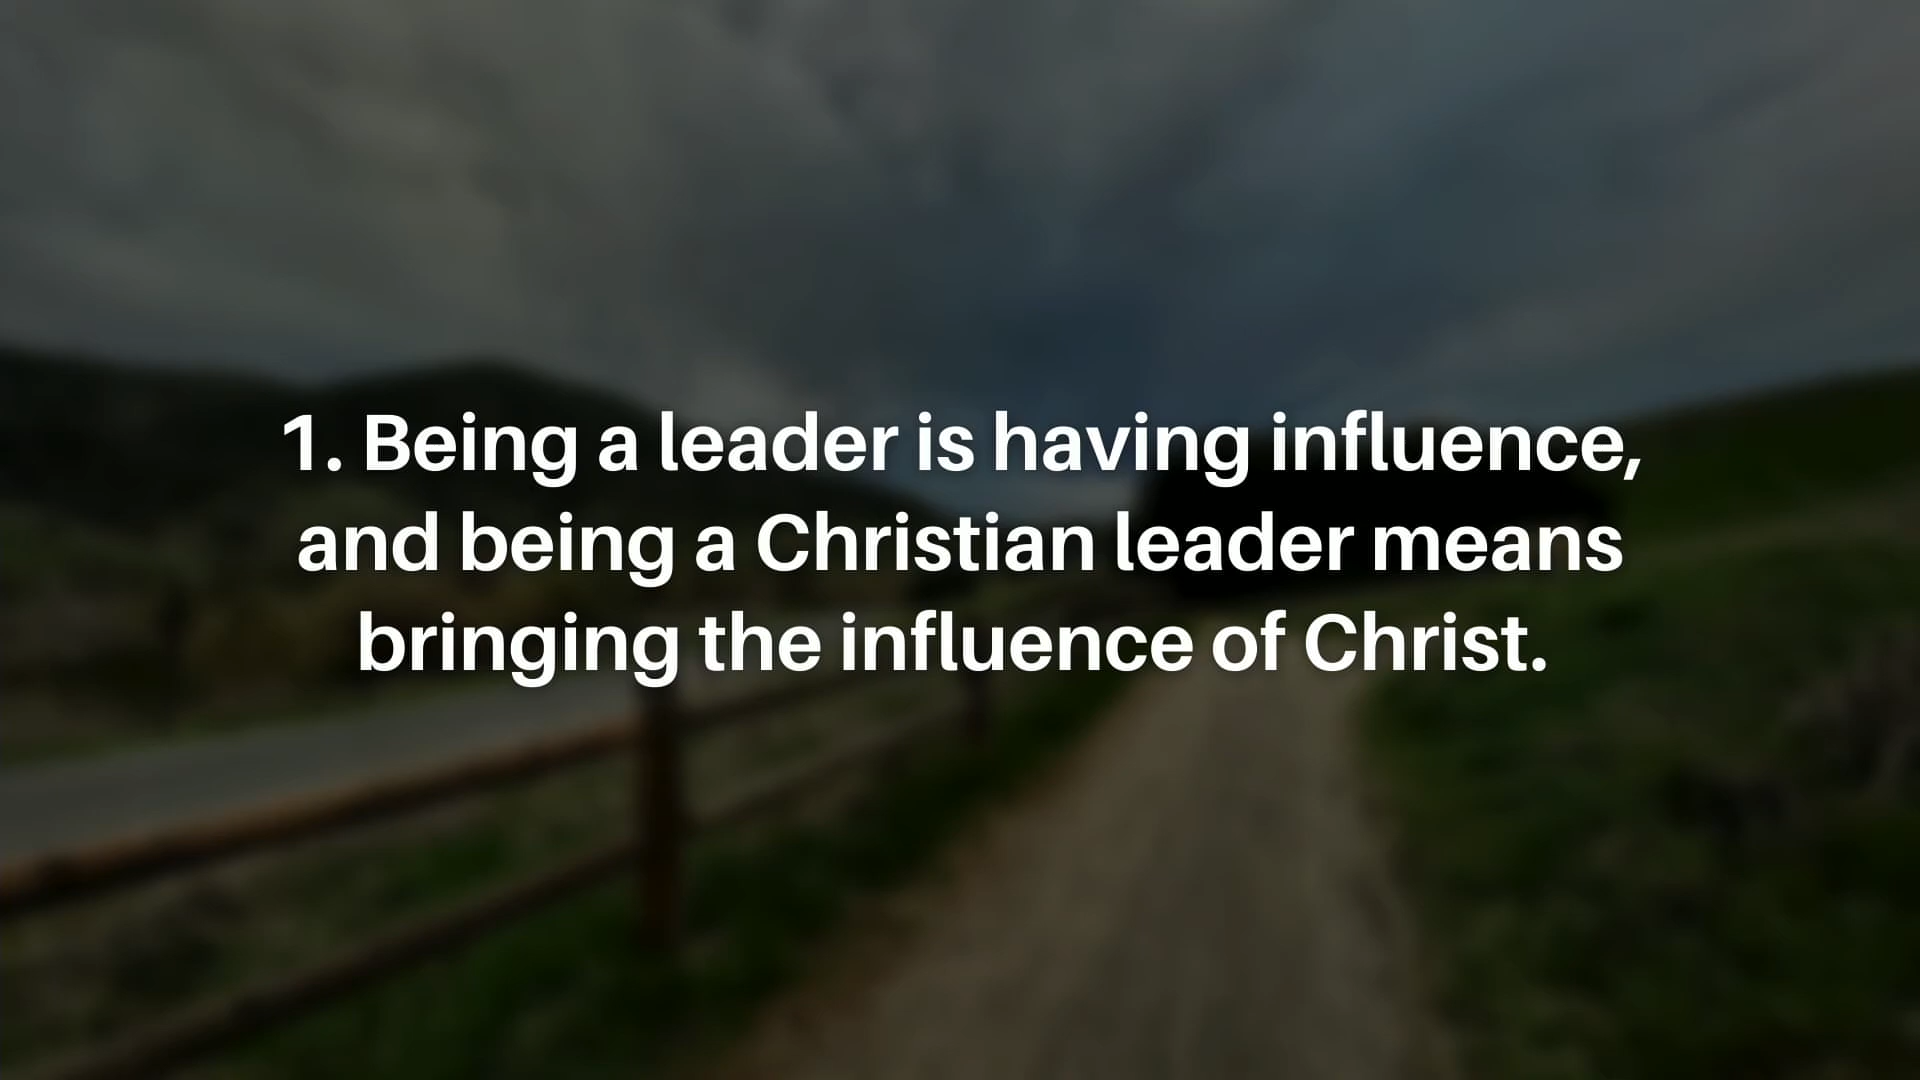 1. Being a leader is having influence,
and being a Christian leader means
bringing the influence of Christ.